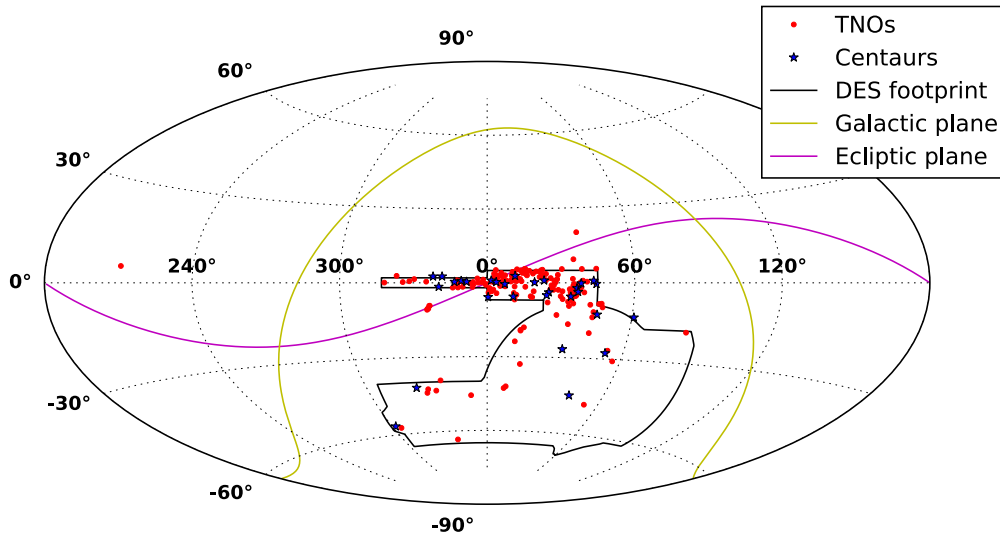 90°
60°
30°
0°
240°
300°
0°
60°
120°
-30°
-60°
-90°
TNOs
Centaurs
DES footprint
Galactic plane
Ecliptic plane